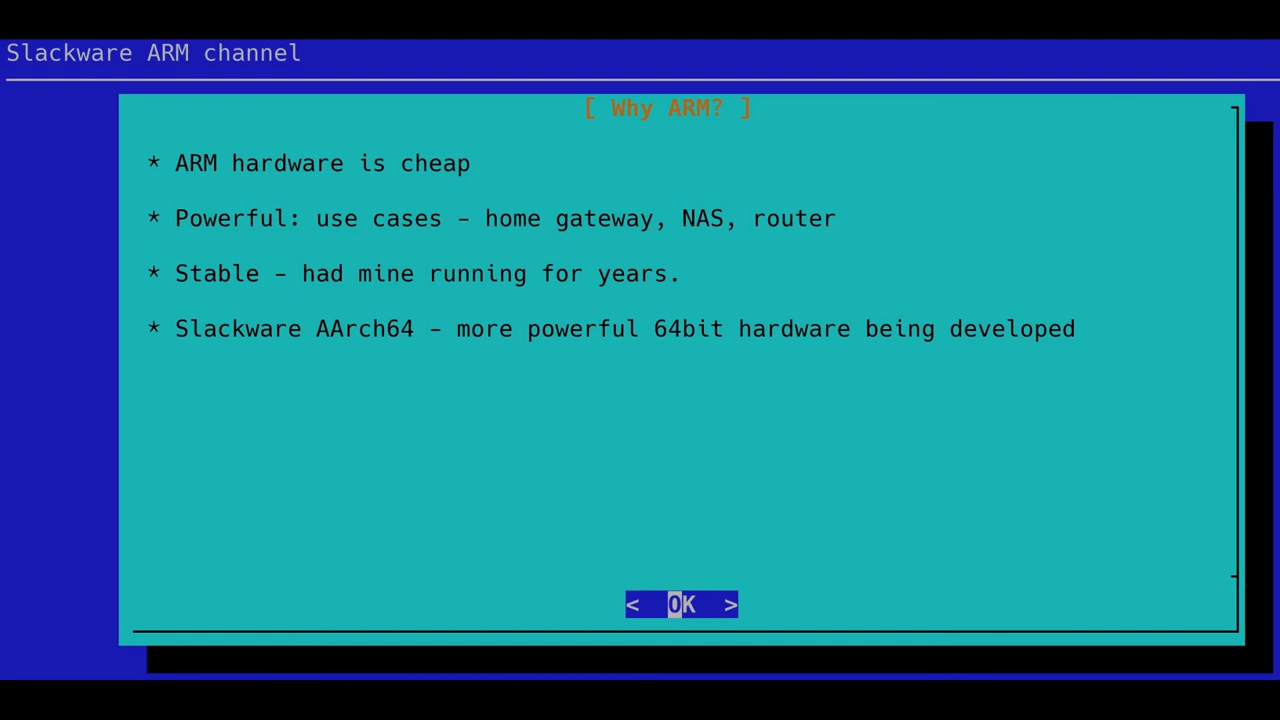 Slackware ARM channel
[ Why ARM? ]
* ARM hardware is cheap
* Powerful: use cases - home gateway, NAS, router
* Stable - had mine running for years.
* Slackware AArch64 - more powerful 64bit hardware being developed
< OK >